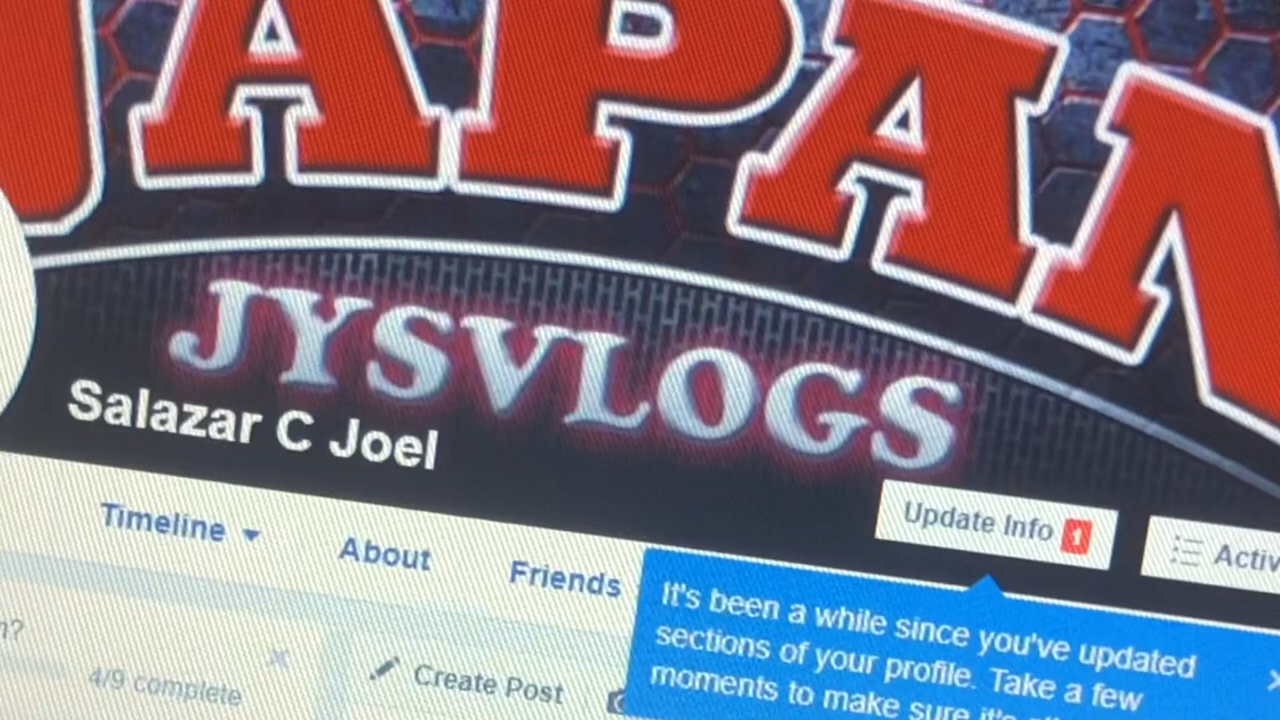 JAPAN
JYSVLOGS
Salazar C Joel
Update Info 1
Activ
Timeline
About
Friends
It's been a while since you've updated
sections of your profile. Take a few
moments to make sure it's
4/9 complete
Create Post